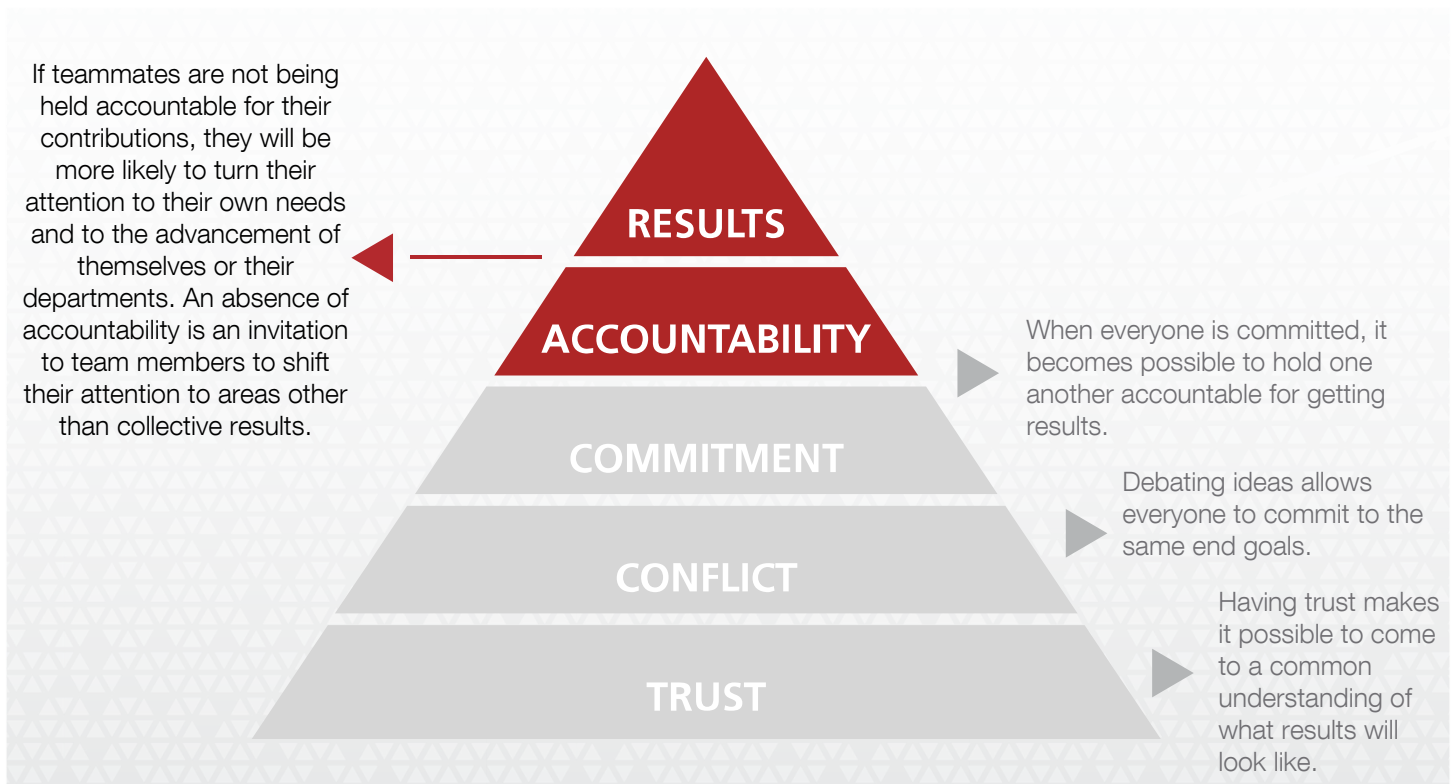 If teammates are not being
held accountable for their
contributions, they will be
more likely to turn their
attention to their own needs
and to the advancement of
themselves or their
departments. An absence of
accountability is an invitation
to team members to shift
their attention to areas other
than collective results.
RESULTS
ACCOUNTABILITY
COMMITMENT
CONFLICT
TRUST
When everyone is committed, it
becomes possible to hold one
another accountable for getting
results.
Debating ideas allows
everyone to commit to the
same end goals.
Having trust makes
it possible to come
to a common
understanding of
what results will
look like.